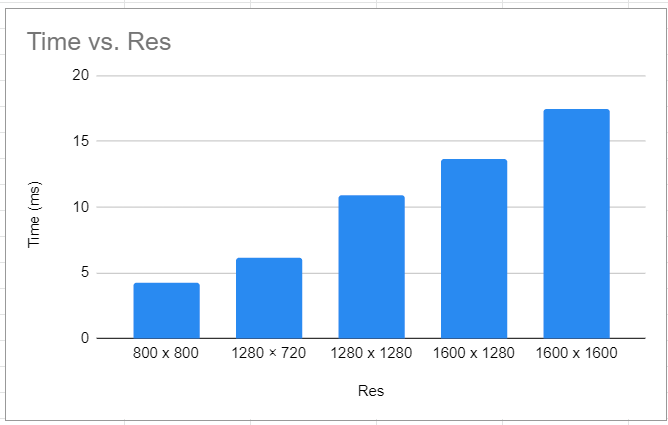 Time vs. Res
20
15
10
5
0
Time (ms)
800 x 800
1280 × 720
1280 x 1280
1600 x 1280
1600 x 1600
Res